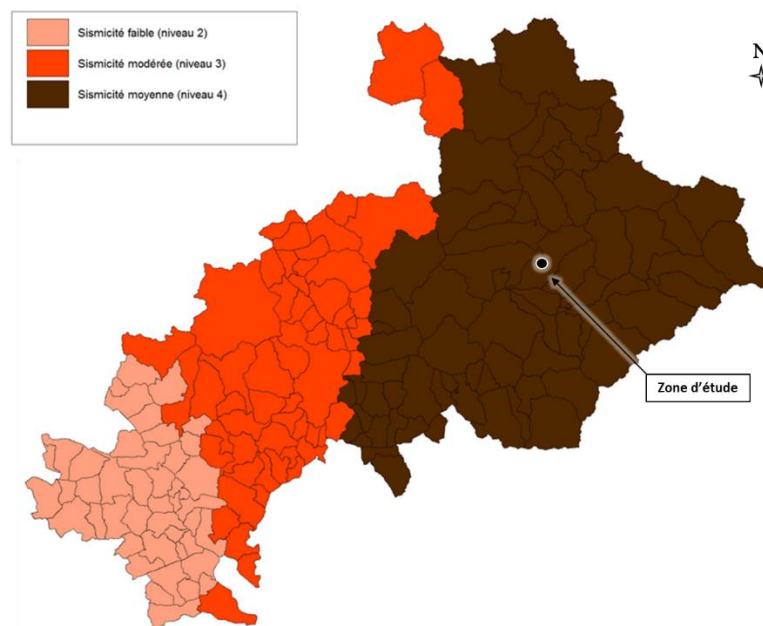 Sismicité faible (niveau 2)
Sismicité modérée (niveau 3)
Sismicité moyenne (niveau 4)
N
Zone d'étude